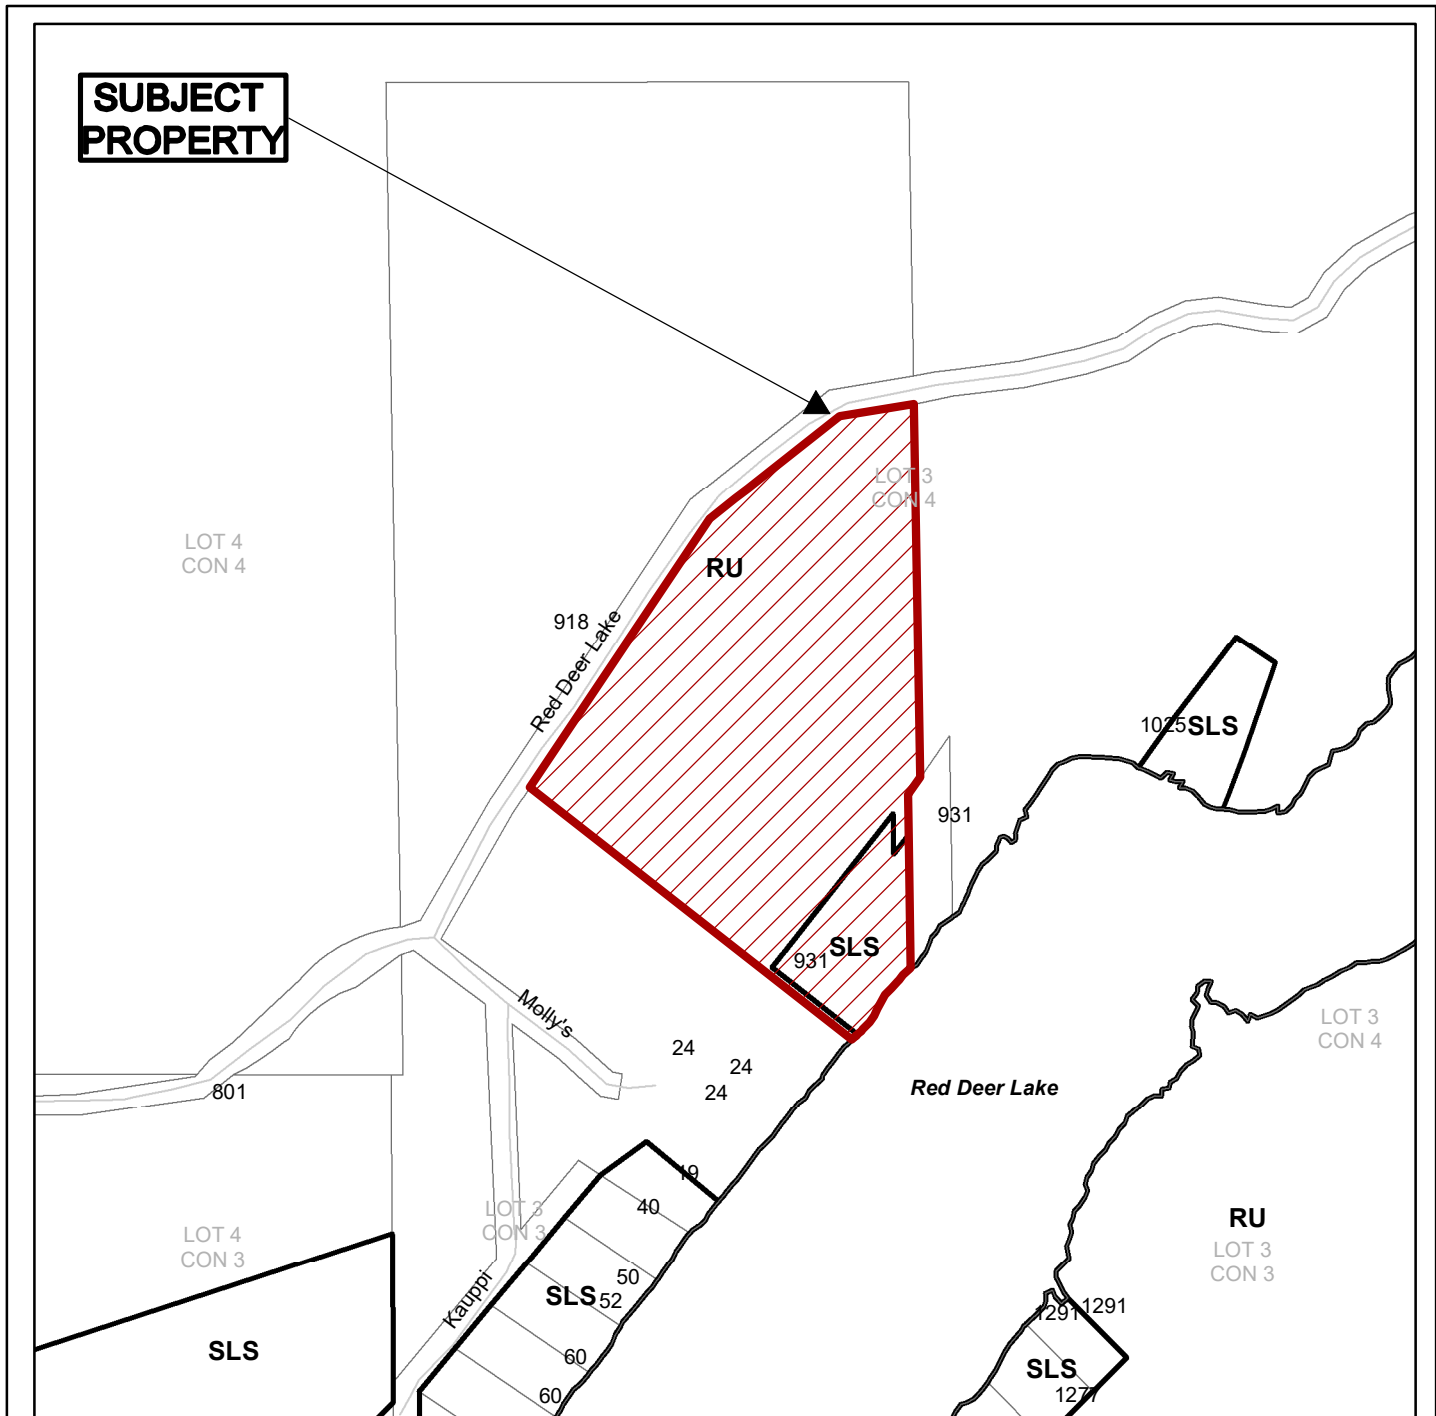 SUBJECT
PROPERTY
LOT 3
CON 4
LOT 4
CON 4
RU
918
Red Deer Lake
1025
SLS
931
SLS
931
Molly's
LOT 3
CON 4
24
24
24
Red Deer Lake
801
19
40
LOT 3
CON 3
RU
LOT 4
CON 3
LOT 3
CON 3
50
SLS
52
Kauppi
1291
1291
SLS
60
SLS
1277
60